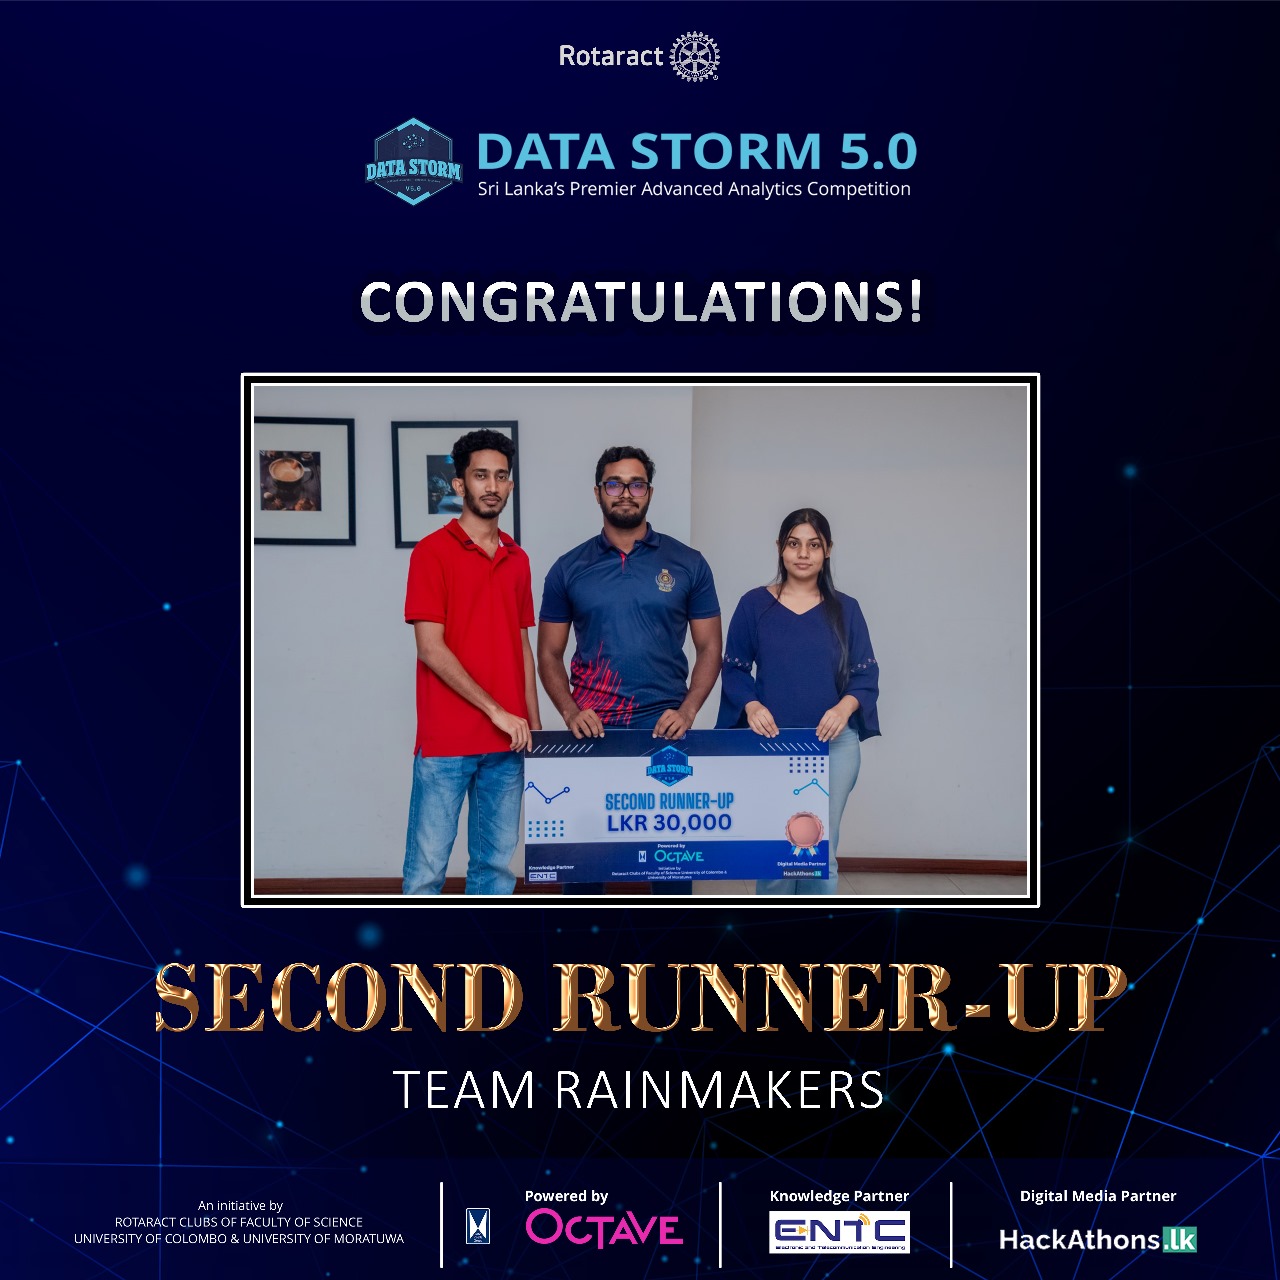 Rotaract
DATA STORM
V5.0
DATA STORM 5.0
Sri Lanka's Premier Advanced Analytics Competition
CONGRATULATIONS!
DATA STORM
SECOND RUNNER-UP
LKR 30,000
Powered by
OCTAVE
Knowledge Partner
ENTC
Initiative by
Rotaract Clubs of Faculty of Science University of Colombo &
University of Moratuwa
Digital Media Partner
HackAthons.lk
SECOND RUNNER-UP
TEAM RAINMAKERS
An initiative by
ROTARACT CLUBS OF FACULTY OF SCIENCE
UNIVERSITY OF COLOMBO & UNIVERSITY OF MORATUWA
Powered by
OCTAVE
Knowledge Partner
ENTC
Electronic and Telecommunication Engineering
Digital Media Partner
HackAthons.lk